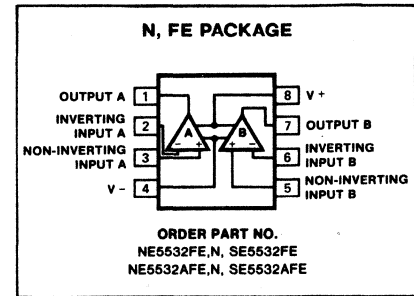 N, FE PACKAGE
OUTPUT A 1
INVERTING
INPUT A 2
NON-INVERTING
INPUT A 3
V - 4
A
- +
B
+ -
8 V +
7 OUTPUT B
6 INVERTING
INPUT B
5 NON-INVERTING
INPUT B
ORDER PART NO.
NE5532FE,N, SE5532FE
NE5532AFE,N, SE5532AFE